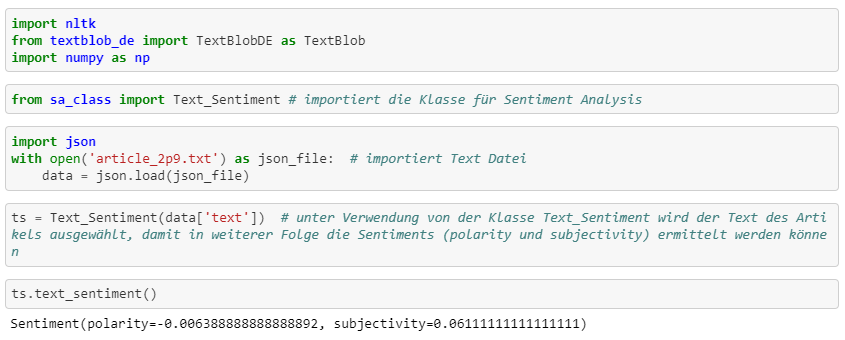 import nltk
from textblob_de import TextBlobDE as TextBlob
import numpy as np
from sa_class import Text_Sentiment # importiert die Klasse für Sentiment Analysis
import json
with open('article_2p9.txt') as json_file:  # importiert Text Datei
    data = json.load(json_file)
ts = Text_Sentiment(data['text'])  # unter Verwendung von der Klasse Text_Sentiment wird der Text des Arti
kels ausgewählt, damit in weiterer Folge die Sentiments (polarity und subjectivity) ermittelt werden könne
n
ts.text_sentiment()
Sentiment(polarity=-0.006388888888888892, subjectivity=0.06111111111111111)